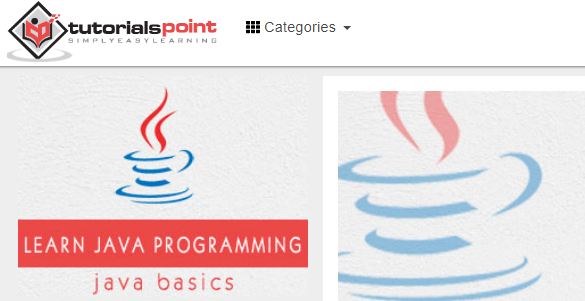 tutorialspoint
SIMPLYEASYLEARNING
Categories
LEARN JAVA PROGRAMMING
java basics